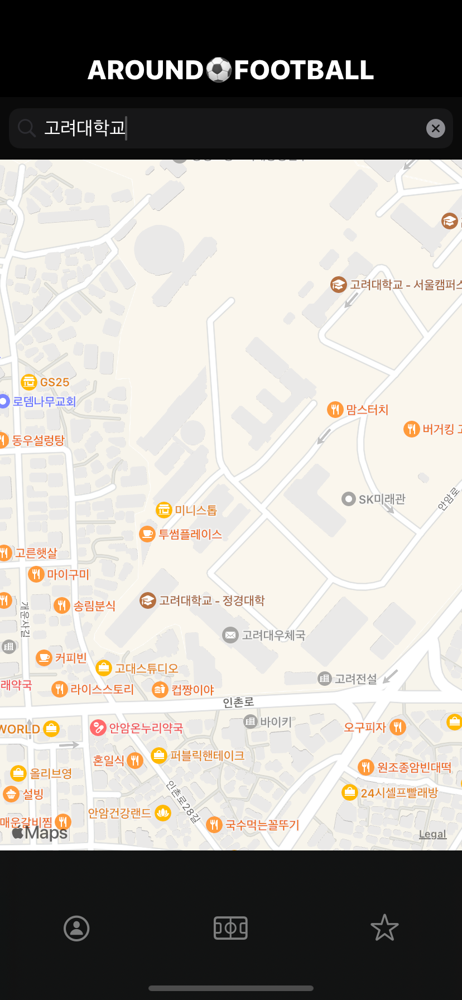 AROUND⚽FOOTBALL
고려대학교
고려대학교 - 서울캠퍼스
GS25
로뎀나무교회
맘스터치
버거킹
동우설렁탕
SK미래관
안암로
미니스톱
투썸플레이스
고른햇살
마이구미
고려대학교 - 정경대학
송림분식
개운사길
고려대우체국
커피빈
고대스튜디오
고려전설
래약국
라이스스토리
컵짱이야
인촌로
바이키
WORLD
안암온누리약국
오구피자
퍼블릭핸테이크
혼일식
원조종암빈대떡
올리브영
설빙
24시셀프빨래방
인촌로28길
안암건강랜드
매운갈비찜
국수먹는꼴뚜기
Maps
Legal